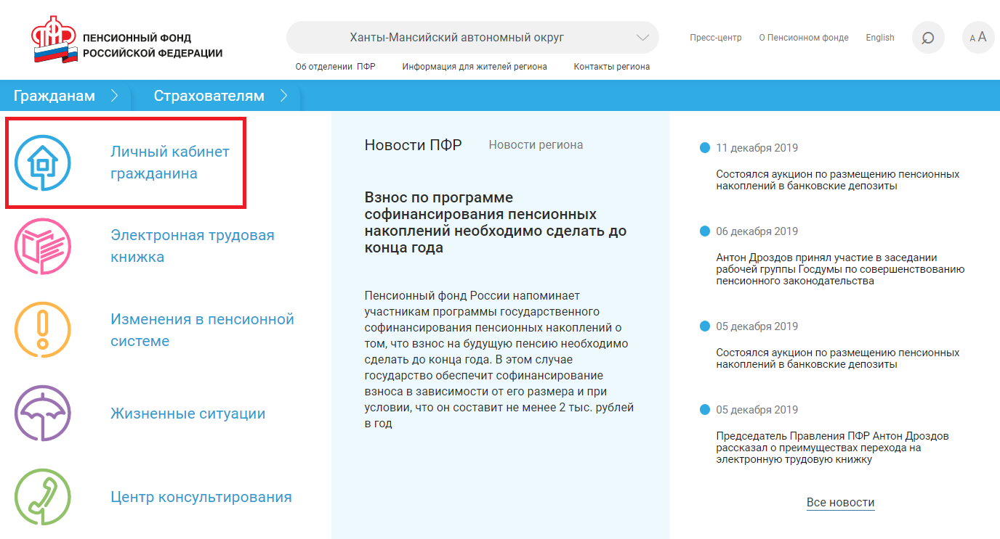 ПЕНСИОННЫЙ ФОНД
РОССИЙСКОЙ ФЕДЕРАЦИИ
Ханты-Мансийский автономный округ
Пресс-центр
О Пенсионном фонде
English
А А
Об отделении ПФР
Информация для жителей региона
Контакты региона
Гражданам
Страхователям
Личный кабинет
гражданина
Электронная трудовая
книжка
Изменения в пенсионной
системе
Жизненные ситуации
Центр консультирования
Новости ПФР
Новости региона
Взнос по программе
софинансирования пенсионных
накоплений необходимо сделать до
конца года
Пенсионный фонд России напоминает
участникам программы государственного
софинансирования пенсионных накоплений о
том, что взнос на будущую пенсию необходимо
сделать до конца года. В этом случае
государство обеспечит софинансирование
взноса в зависимости от его размера и при
условии, что он составит не менее 2 тыс. рублей
в год
11 декабря 2019
Состоялся аукцион по размещению пенсионных
накоплений в банковские депозиты
06 декабря 2019
Антон Дроздов принял участие в заседании
рабочей группы Госдумы по совершенствованию
пенсионного законодательства
05 декабря 2019
Состоялся аукцион по размещению пенсионных
накоплений в банковские депозиты
05 декабря 2019
Председатель Правления ПФР Антон Дроздов
рассказал о преимуществах перехода на
электронную трудовую книжку
Все новости